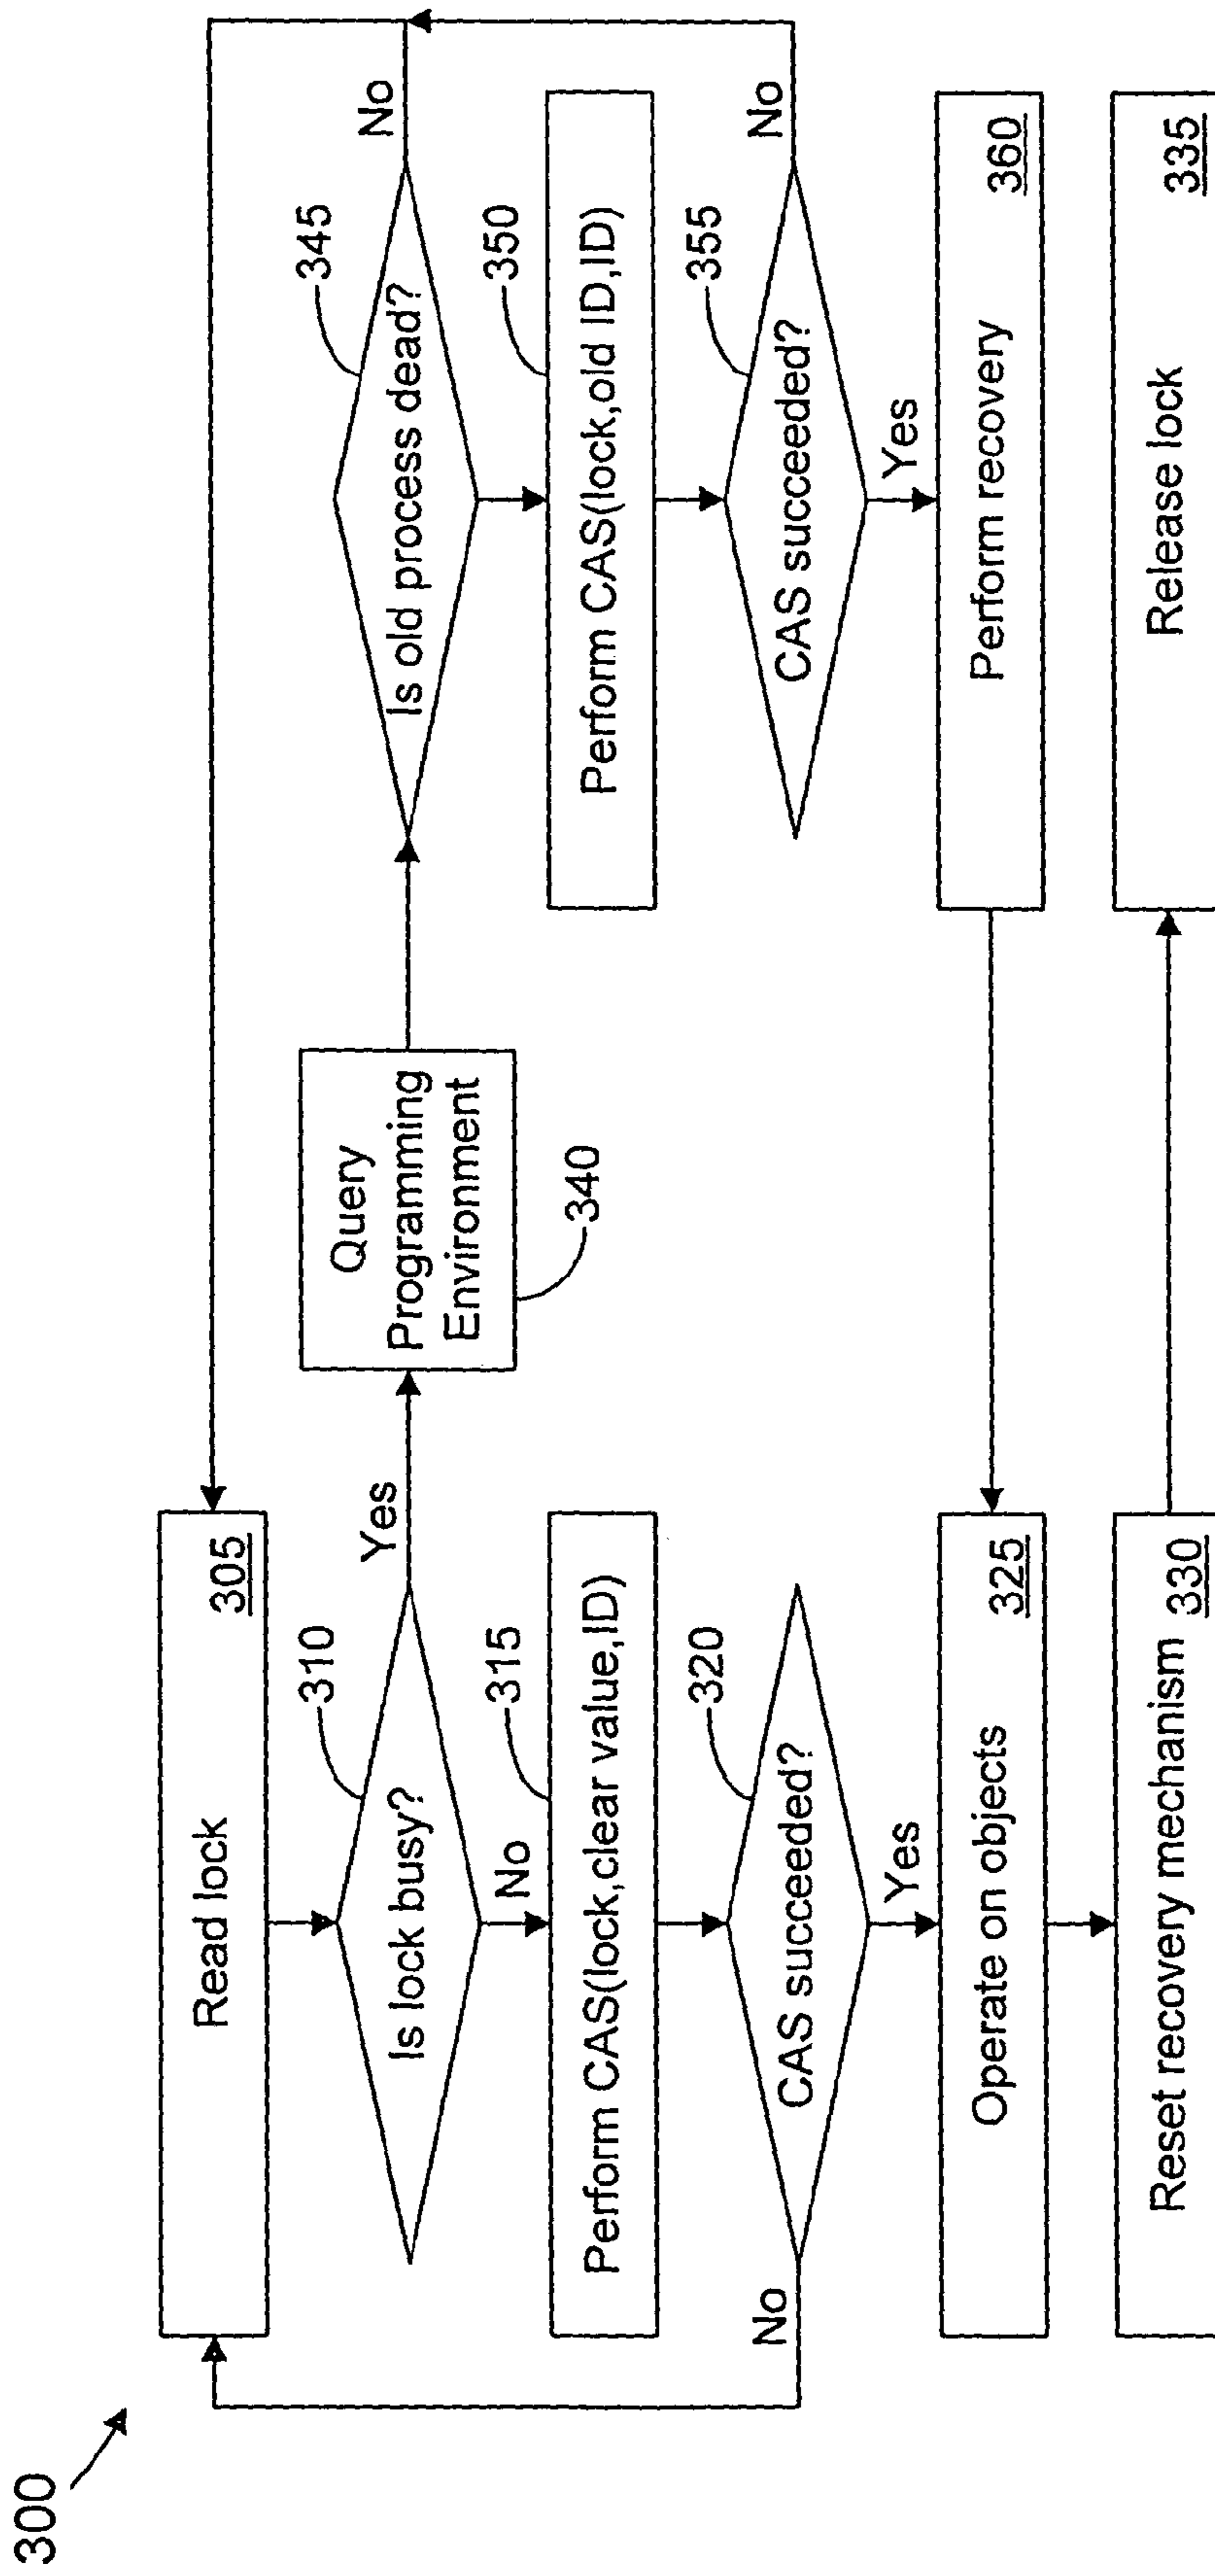 300
Read lock
305
Is lock busy?
310
Yes
No
Perform CAS(lock,clear value,ID)
315
CAS succeeded?
320
No
Yes
Operate on objects
325
Reset recovery mechanism
330
Query
Programming
Environment
340
Is old process dead?
345
No
Perform CAS(lock,old ID,ID)
350
CAS succeeded?
355
No
Yes
Perform recovery
360
Release lock
335